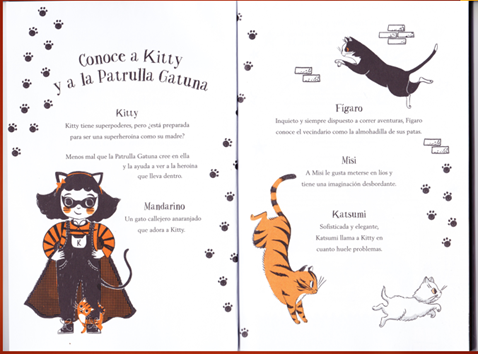 Conoce a Kitty
y a la Patrulla Gatuna
Kitty
Kitty tiene superpoderes, pero ¿está preparada
para ser una superheroína como su madre?
Menos mal que la Patrulla Gatuna cree en ella
y la ayuda a ver a la heroína
que lleva dentro.
Mandarino
Un gato callejero anaranjado
que adora a Kitty.
K
Figaro
Inquieto y siempre dispuesto a correr aventuras, Figaro
conoce el vecindario como la almohadilla de sus patas.
Misi
A Misi le gusta meterse en líos y
tiene una imaginación desbordante.
Katsumi
Sofisticada y elegante,
Katsumi llama a Kitty en
cuanto huele problemas.